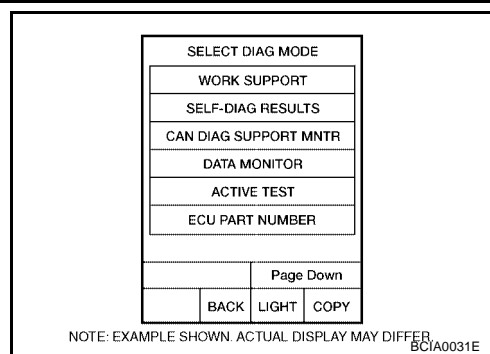 SELECT DIAG MODE
WORK SUPPORT
SELF-DIAG RESULTS
CAN DIAG SUPPORT MNTR
DATA MONITOR
ACTIVE TEST
ECU PART NUMBER
Page Down
BACK LIGHT COPY
NOTE: EXAMPLE SHOWN. ACTUAL DISPLAY MAY DIFFER.
BCIA0031E